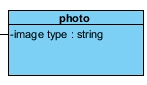 photo
-image type : string